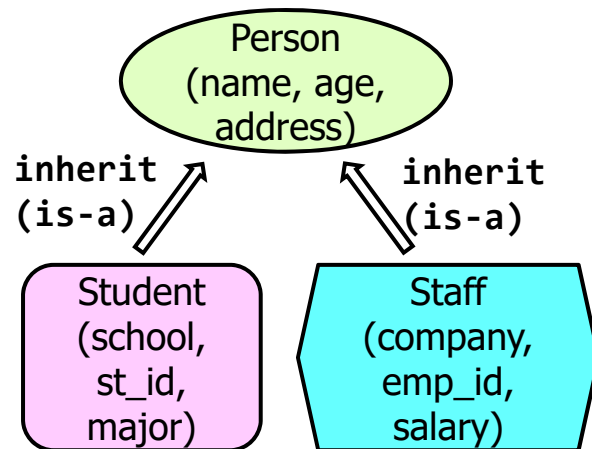 Person
(name, age,
address)
inherit
(is-a)
inherit
(is-a)
Student
(school,
st_id,
major)
Staff
(company,
emp_id,
salary)